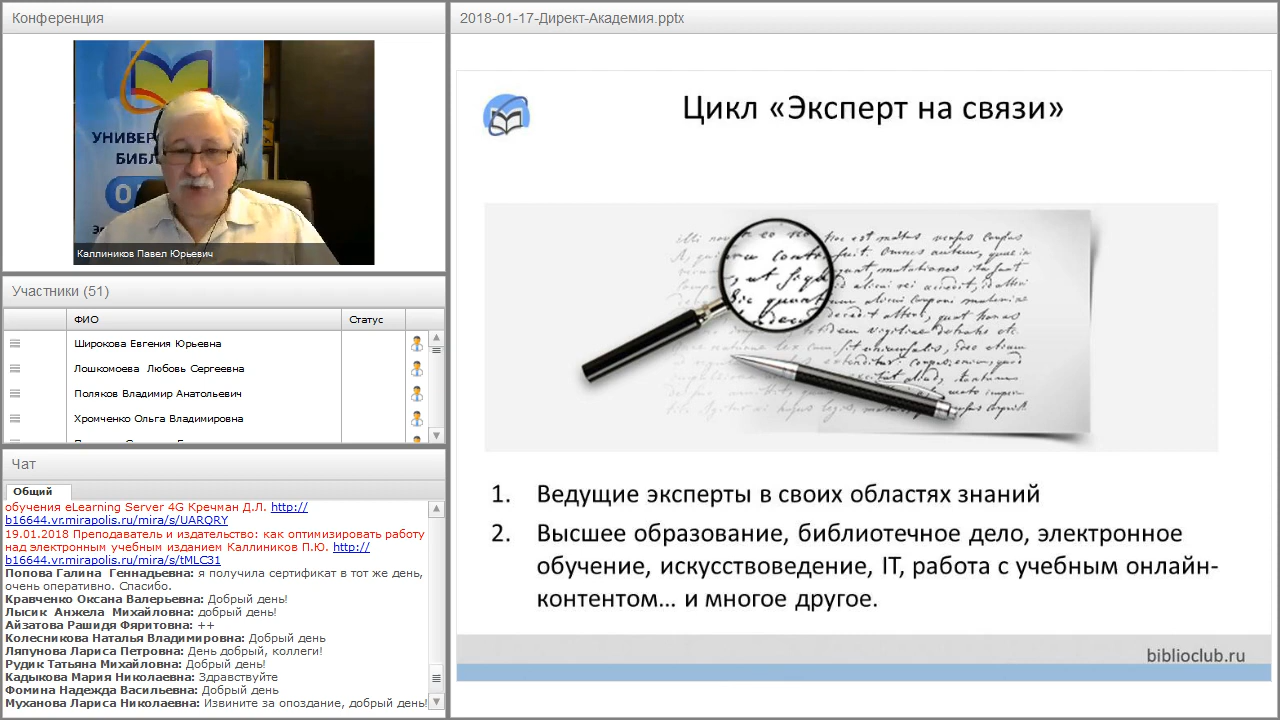 Конференция
УНИВЕР
БИБЛ
Каллиников Павел Юрьевич
Участники (51)
ФИО
Статус
Широкова Евгения Юрьевна
Лошкомоева Любовь Сергеевна
Поляков Владимир Анатольевич
Хромченко Ольга Владимировна
Чат
Общий
обучения eLearning Server 4G Кречман Д.Л. http://
b16644.vr.mirapolis.ru/mira/s/UARQRY
19.01.2018 Преподаватель и издательство: как оптимизировать работу
над электронным учебным изданием Каллиников П.Ю. http://
b16644.vr.mirapolis.ru/mira/s/tMLC31
Попова Галина Геннадьевна: я получила сертификат в тот же день,
очень оперативно. Спасибо.
Кравченко Оксана Валерьевна: Добрый день!
Лысик Анжела Михайловна: добрый день!
Айзатова Рашидя Фяритовна: ++
Колесникова Наталья Владимировна: Добрый день
Ляпунова Лариса Петровна: День добрый, коллеги!
Рудик Татьяна Михайловна: Добрый день!
Кадыкова Мария Николаевна: Здравствуйте
Фомина Надежда Васильевна: Добрый день
Муханова Лариса Николаевна: Извините за опоздание, добрый день!
2018-01-17-Директ-Академия.pptx
Цикл «Эксперт на связи»
1. Ведущие эксперты в своих областях знаний
2. Высшее образование, библиотечное дело, электронное
обучение, искусствоведение, IT, работа с учебным онлайн-
контентом… и многое другое.
biblioclub.ru